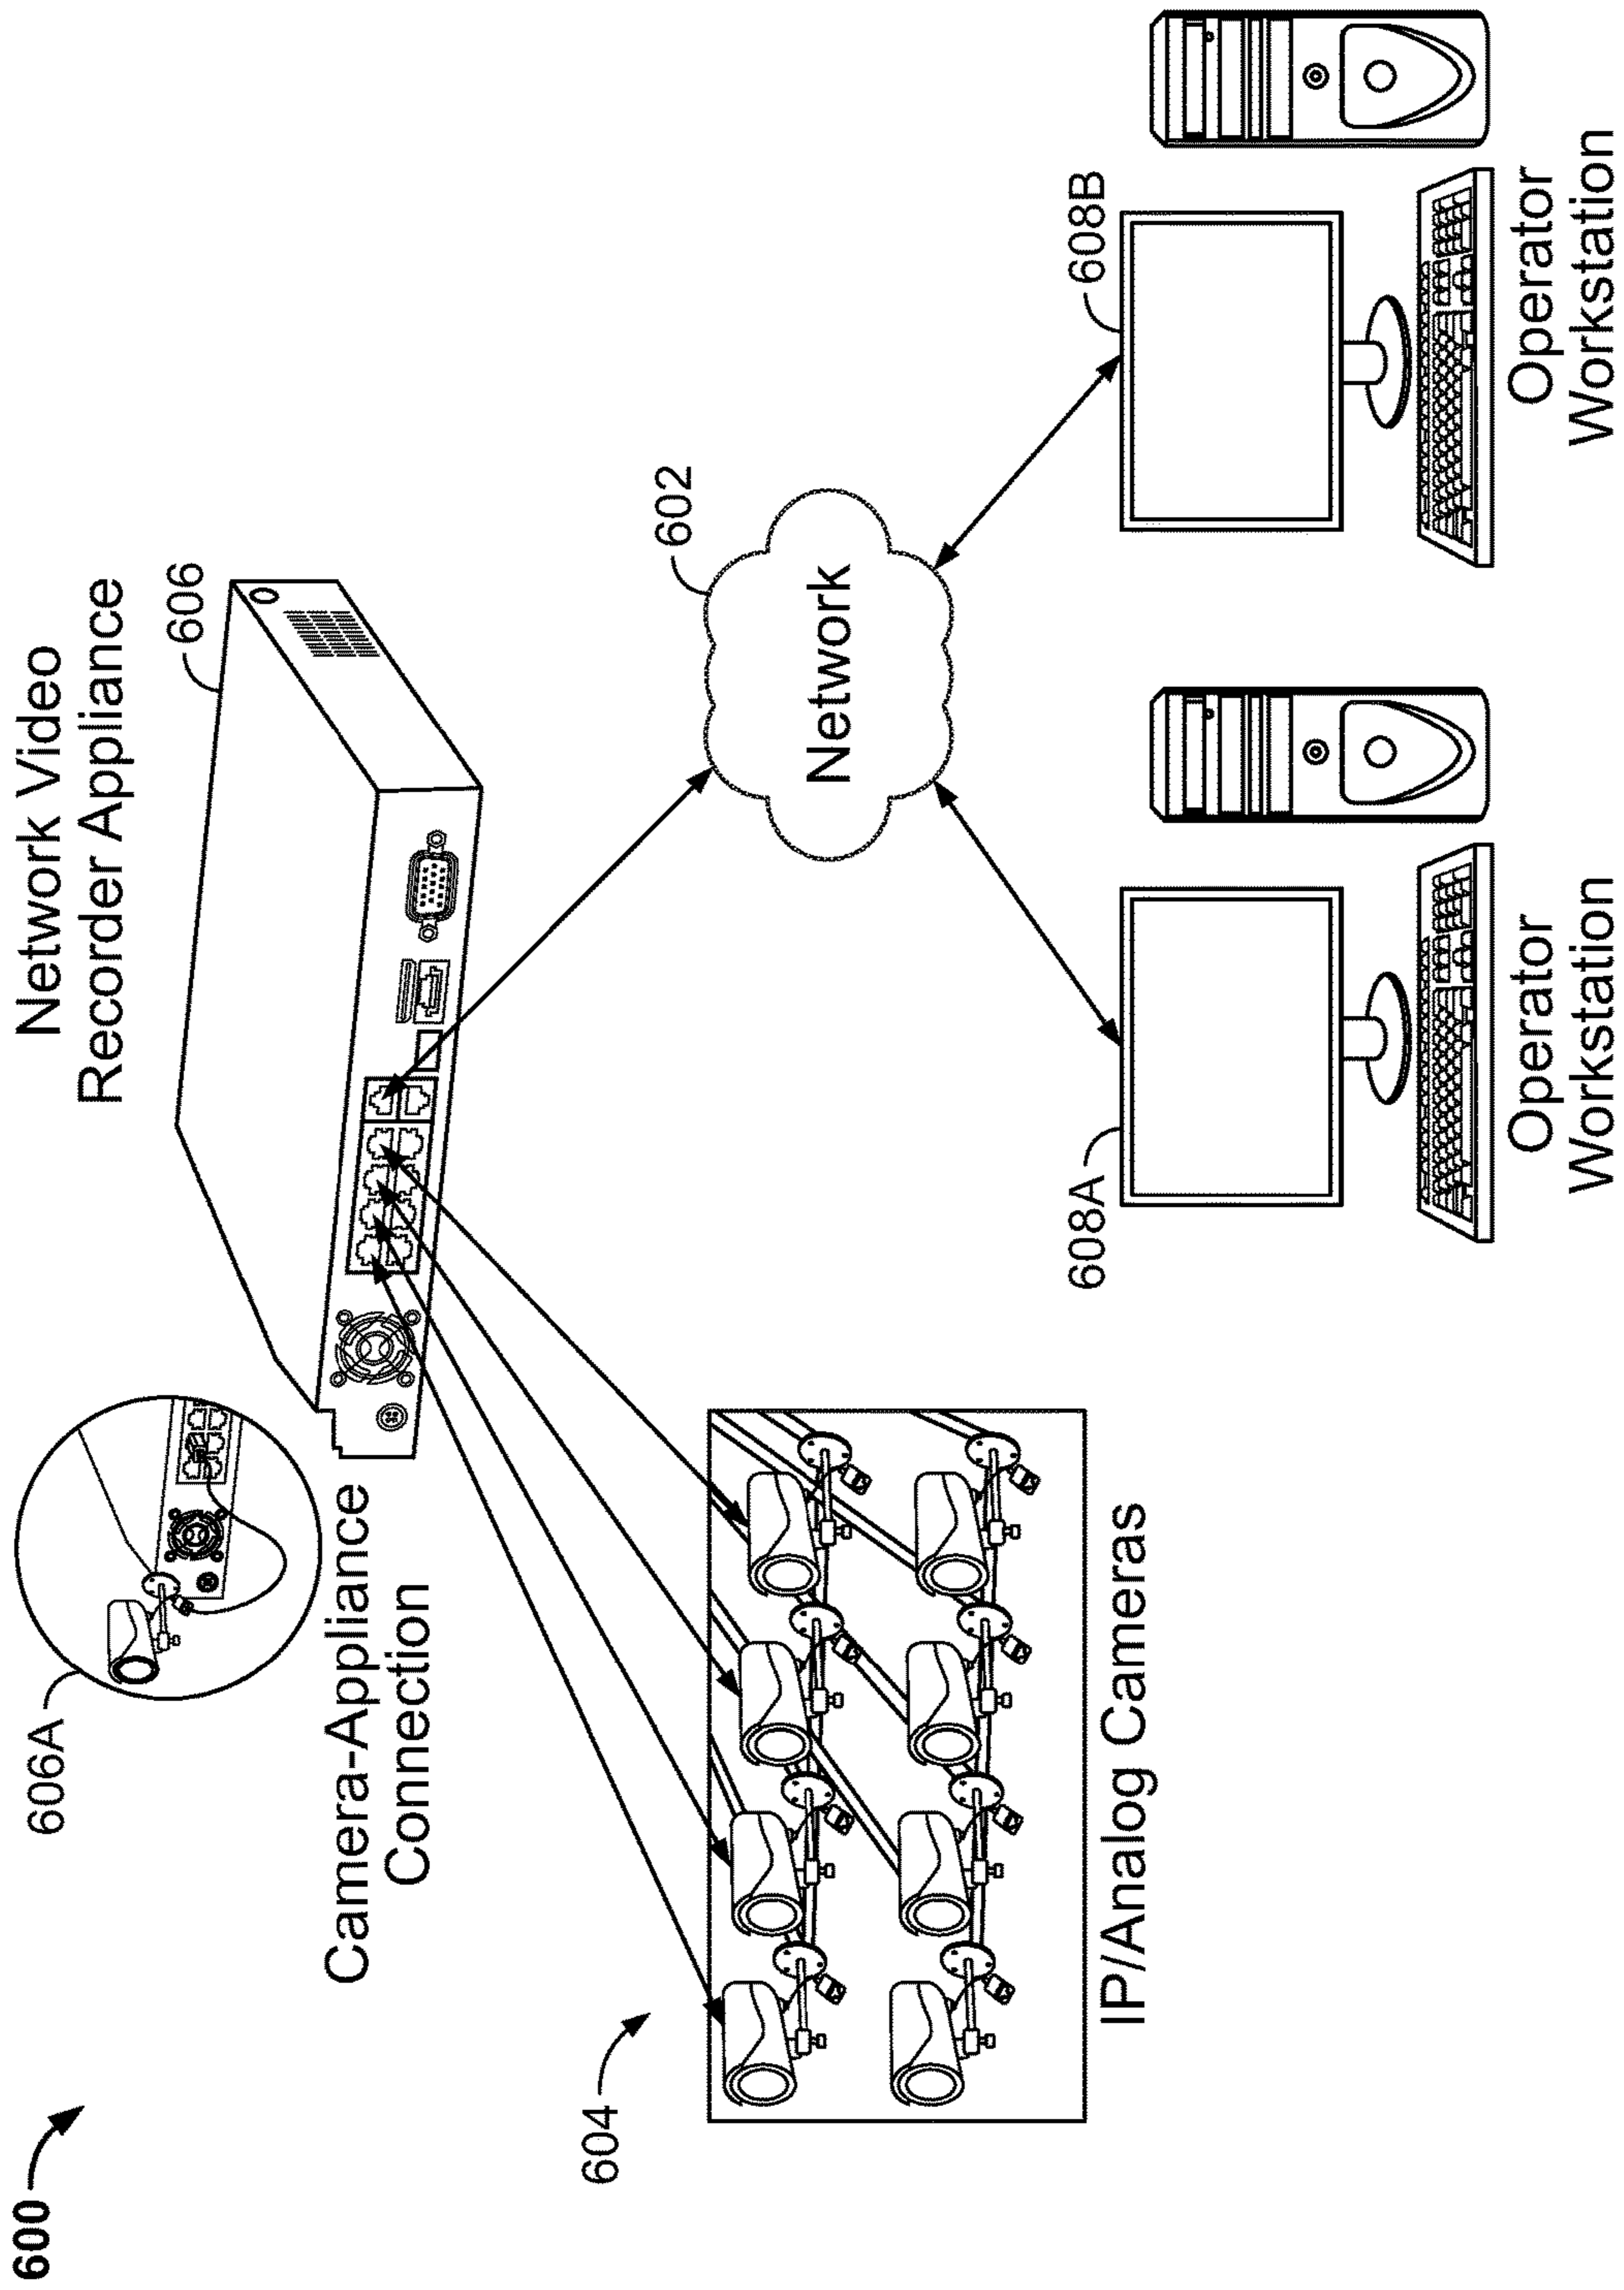 600
606A
Camera-Appliance
Connection
Network Video
Recorder Appliance
606
604
IP/Analog Cameras
602
Network
608A
Operator
Workstation
608B
Operator
Workstation